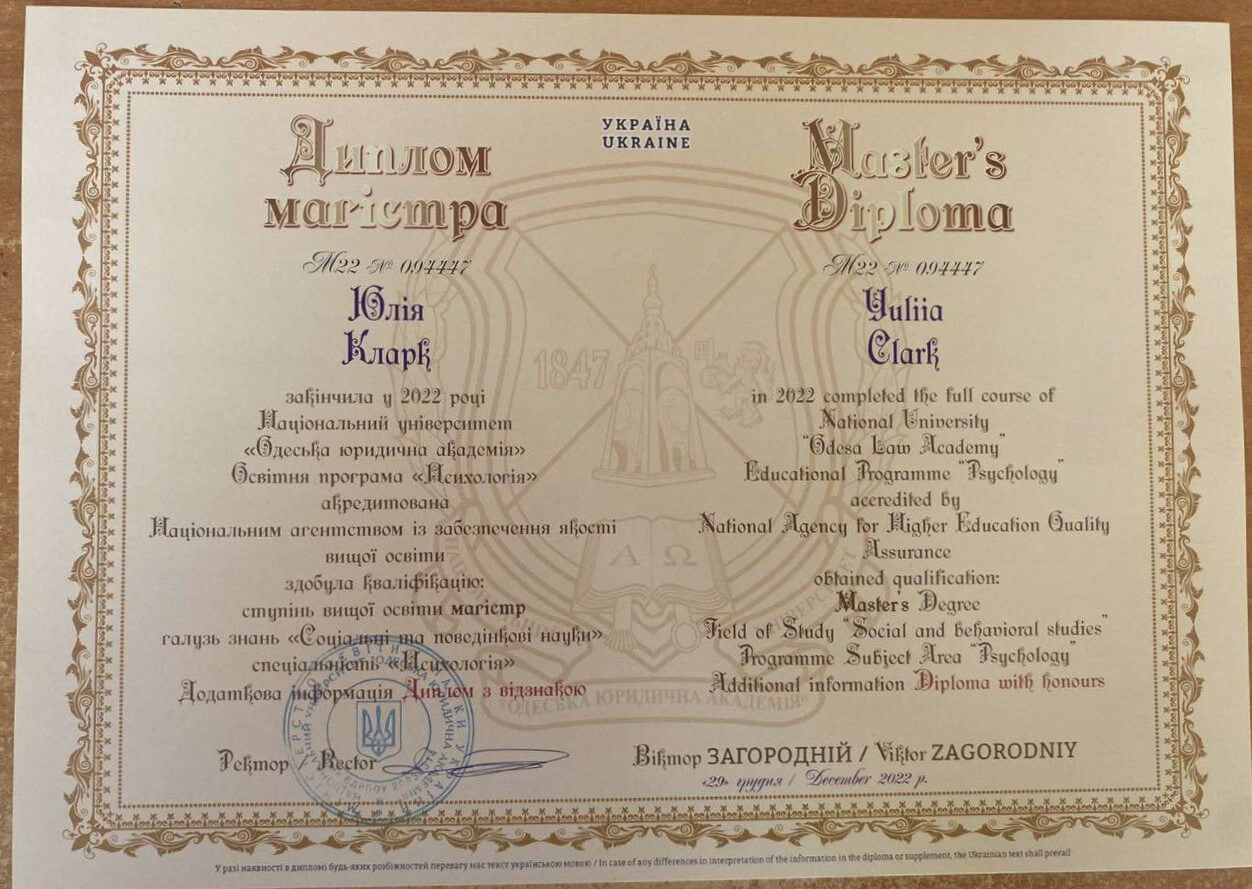 УКРАЇНА
UKRAINE
Диплом
магістра
М22 № 094447
Юлія
Кларк
закінчила у 2022 році
Національний університет
«Одеська юридична академія»
Освітня програма «Психологія»
акредитована
Національним агентством із забезпечення якості
вищої освіти
здобула кваліфікацію:
ступінь вищої освіти магістр
галузь знань «Соціальні та поведінкові науки»
спеціальність «Психологія»
Додаткова інформація Диплом з відзнакою
Master's
Diploma
M22 № 094447
Yuliia
Clark
in 2022 completed the full course of
National University
"Odesa Law Academy"
Educational Programme "Psychology"
accredited by
National Agency for Higher Education Quality
Assurance
obtained qualification:
Master's Degree
Field of Study "Social and behavioral studies"
Programme Subject Area "Psychology"
Additional information Diploma with honours
1847
Α Ω
"ОДЕСЬКА ЮРИДИЧНА АКАДЕМІЯ"
Ректор / Rector
Віктор ЗАГОРОДНІЙ / Viktor ZAGORODNIY
«29» грудня / December 2022 р.
У разі наявності в дипломі будь-яких розбіжностей перевагу має текст українською мовою / In case of any differences in interpretation of the information in the diploma or supplement, the Ukrainian text shall prevail